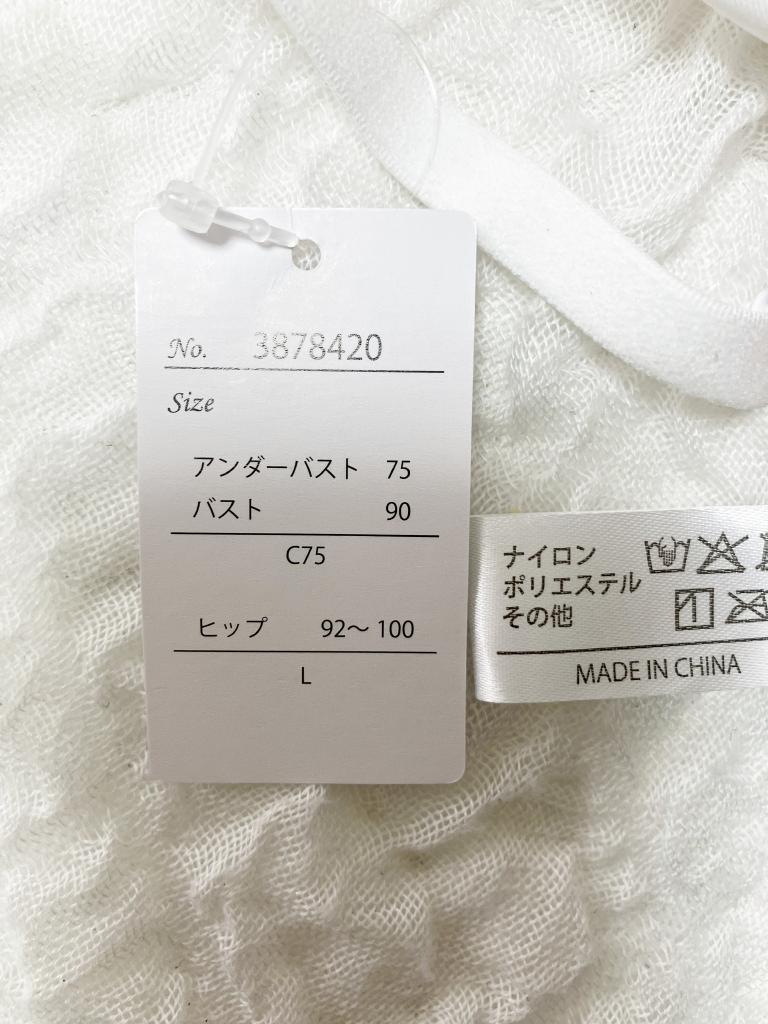 No. 3878420
Size
アンダーバスト 75
バスト 90
C75
ヒップ 92～100
L
ナイロン
ポリエステル
その他
MADE IN CHINA